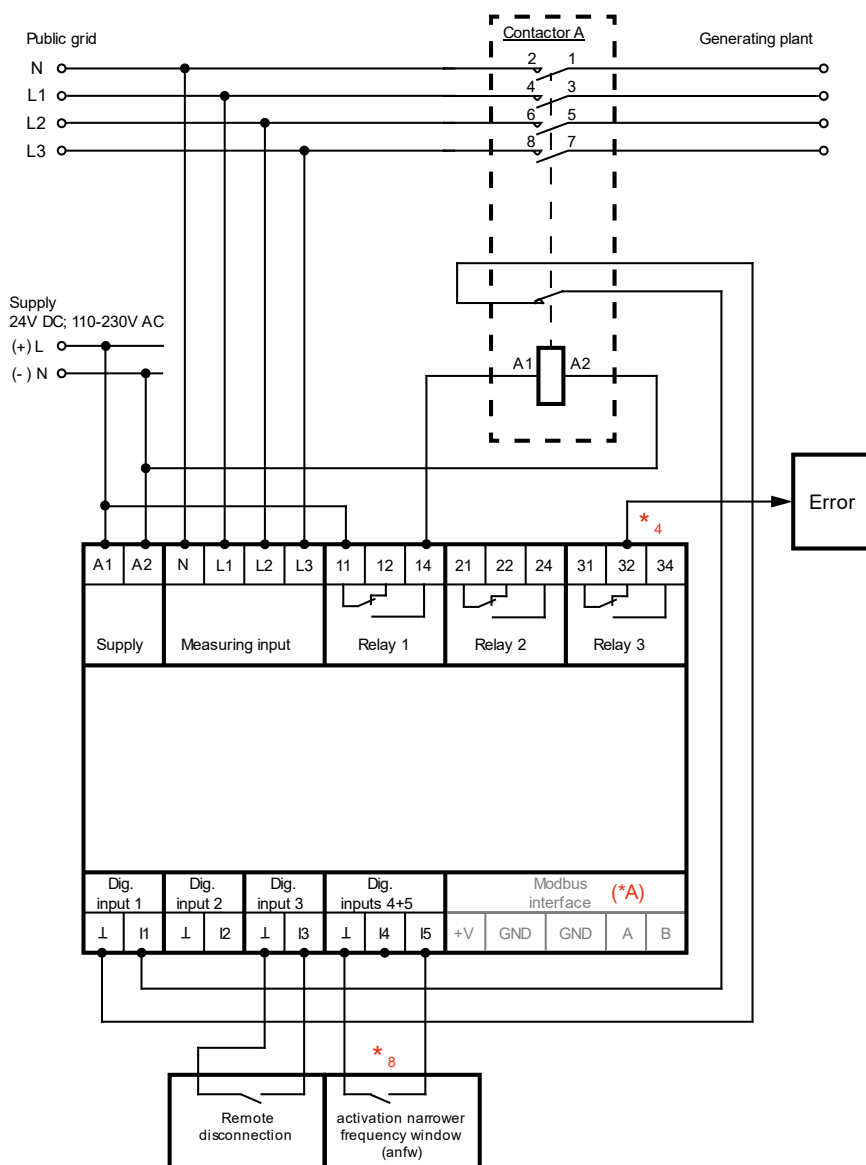 Public grid
Contactor A
Generating plant
N
2 1
L1
4 3
L2
6 5
L3
8 7
Supply
24V DC; 110-230V AC
(+) L
(-) N
A1 A2
Error
*4
A1 A2 N L1 L2 L3 11 12 14 21 22 24 31 32 34
Supply Measuring input Relay 1 Relay 2 Relay 3
Dig. input 1
Dig. input 2
Dig. input 3
Dig. inputs 4+5
Modbus interface (*A)
⊥ I1 ⊥ I2 ⊥ I3 ⊥ I4 I5 +V GND GND A B
*8
Remote
disconnection
activation narrower
frequency window
(anfw)